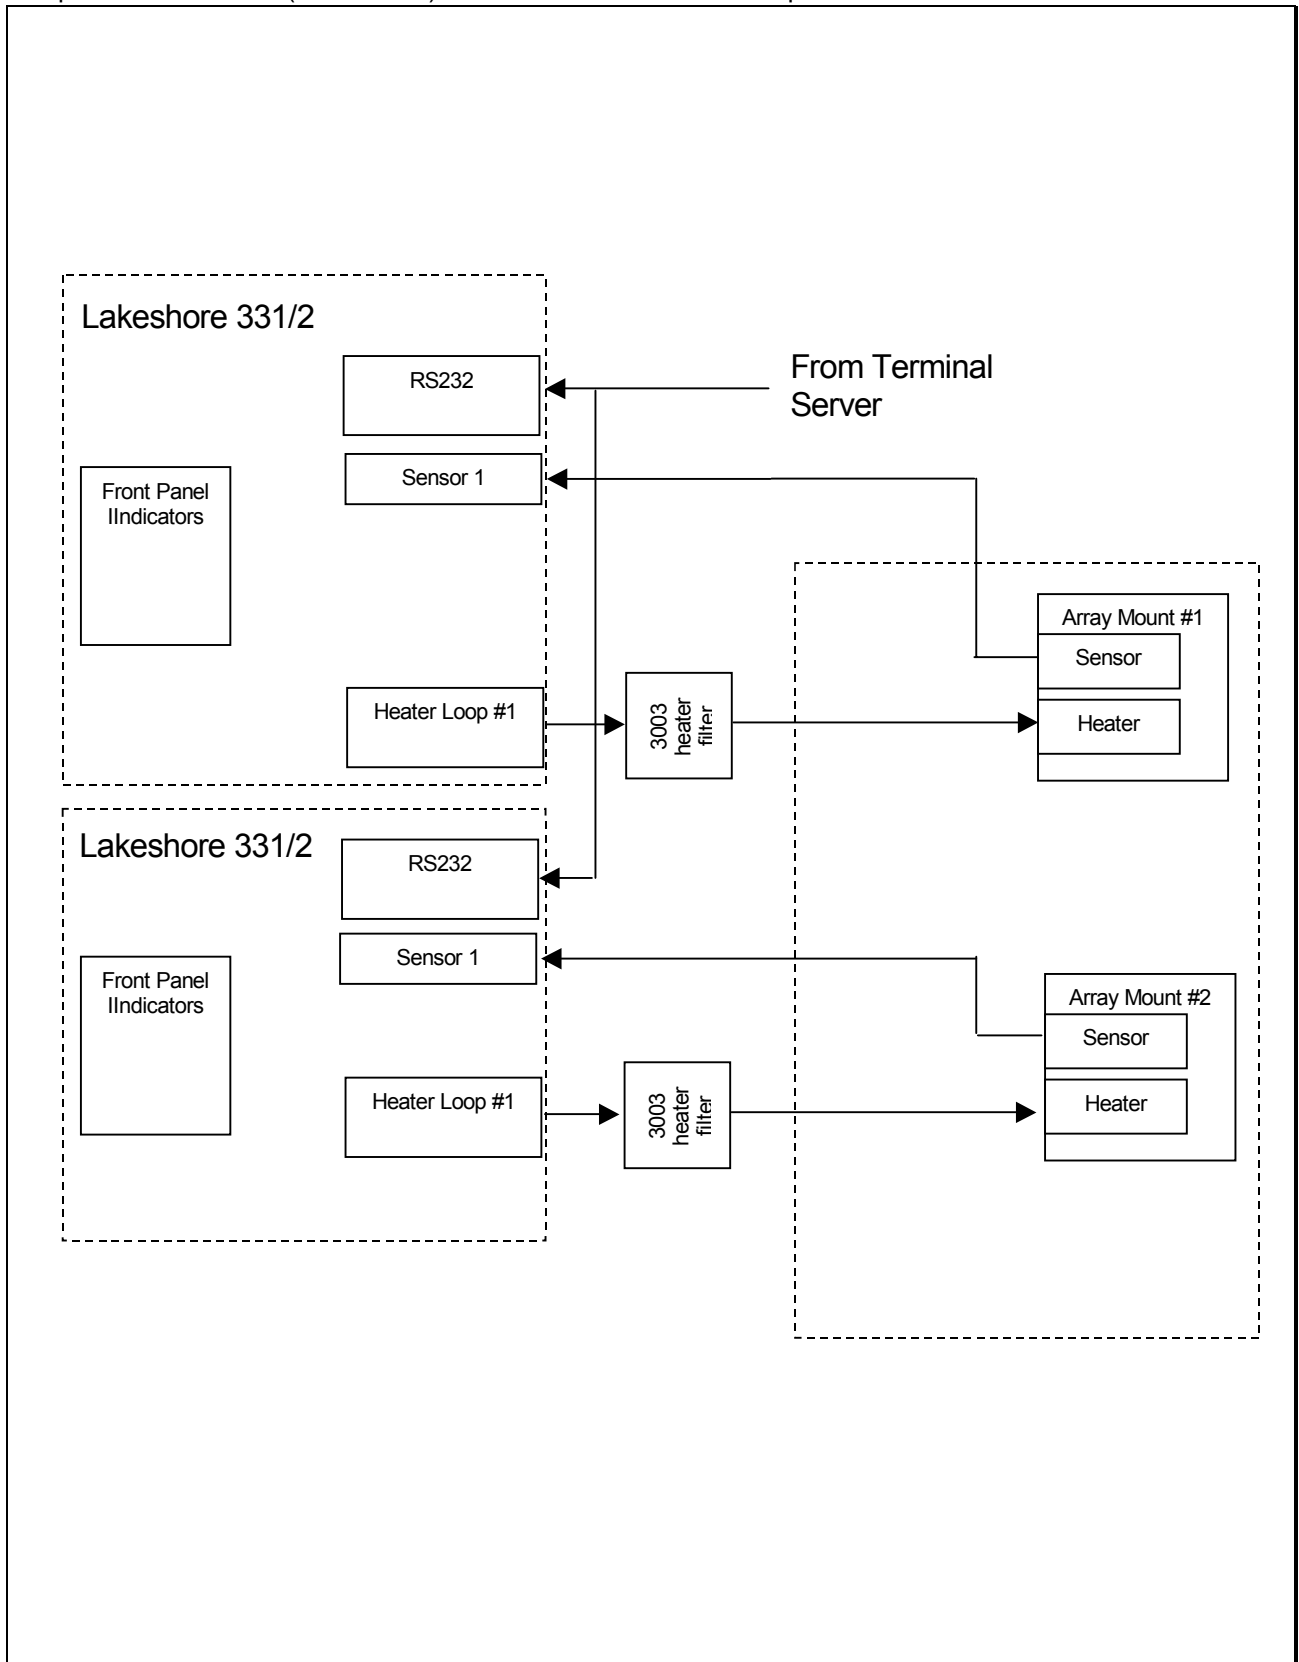 Lakeshore 331/2
RS232
From Terminal
Server
Sensor 1
Front Panel
IIndicators
Array Mount #1
Sensor
Heater Loop #1
3003
heater
filter
Heater
Lakeshore 331/2
RS232
Sensor 1
Front Panel
IIndicators
Array Mount #2
Sensor
Heater Loop #1
3003
heater
filter
Heater